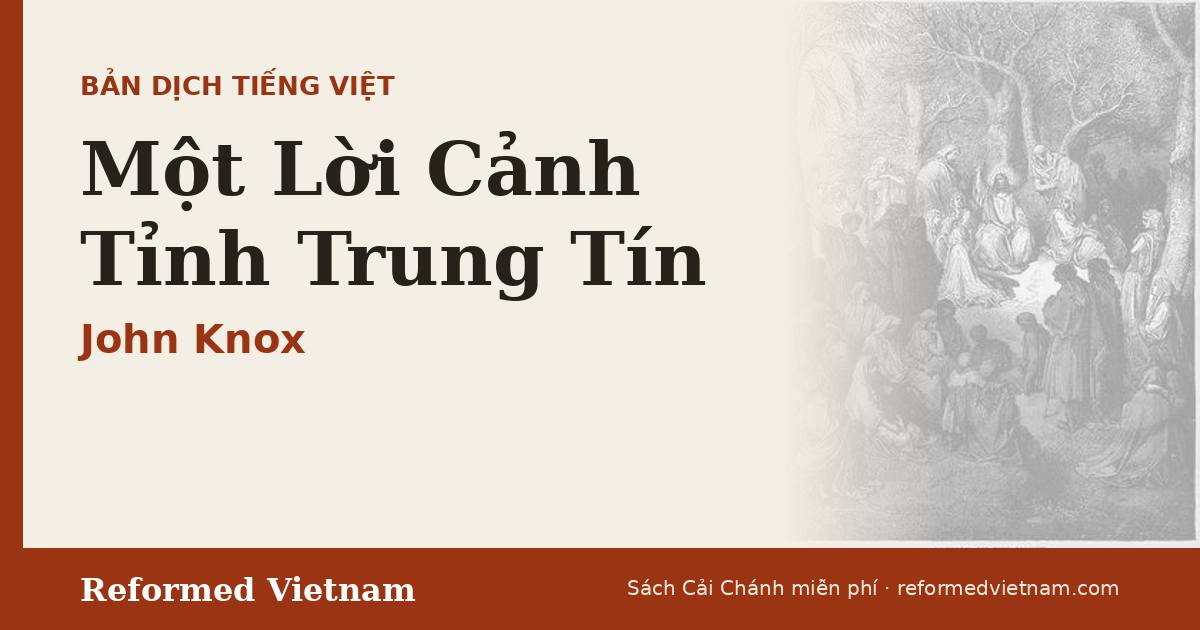 BẢN DỊCH TIẾNG VIỆT
Một Lời Cảnh
Tỉnh Trung Tín
John Knox
Reformed Vietnam
Sách Cải Chánh miễn phí · reformedvietnam.com